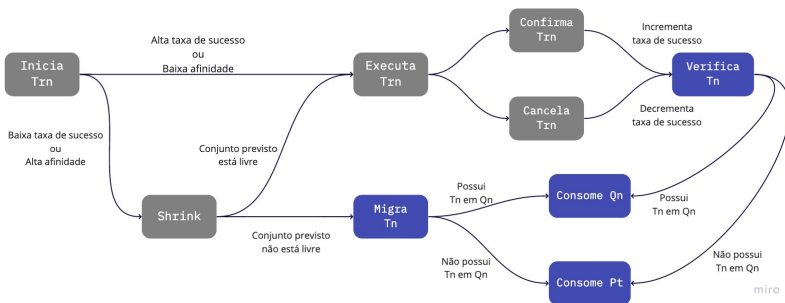 Inicia
Trn
Alta taxa de sucesso
ou
Baixa afinidade
Executa
Trn
Confirma
Trn
Incrementa
taxa de sucesso
Verifica
Tn
Cancela
Trn
Decrementa
taxa de sucesso
Baixa taxa de sucesso
ou
Alta afinidade
Conjunto previsto
está livre
Shrink
Conjunto previsto
não está livre
Migra
Tn
Possui
Tn em Qn
Consome Qn
Possui
Tn em Qn
Não possui
Tn em Qn
Consome Pt
Não possui
Tn em Qn
miro